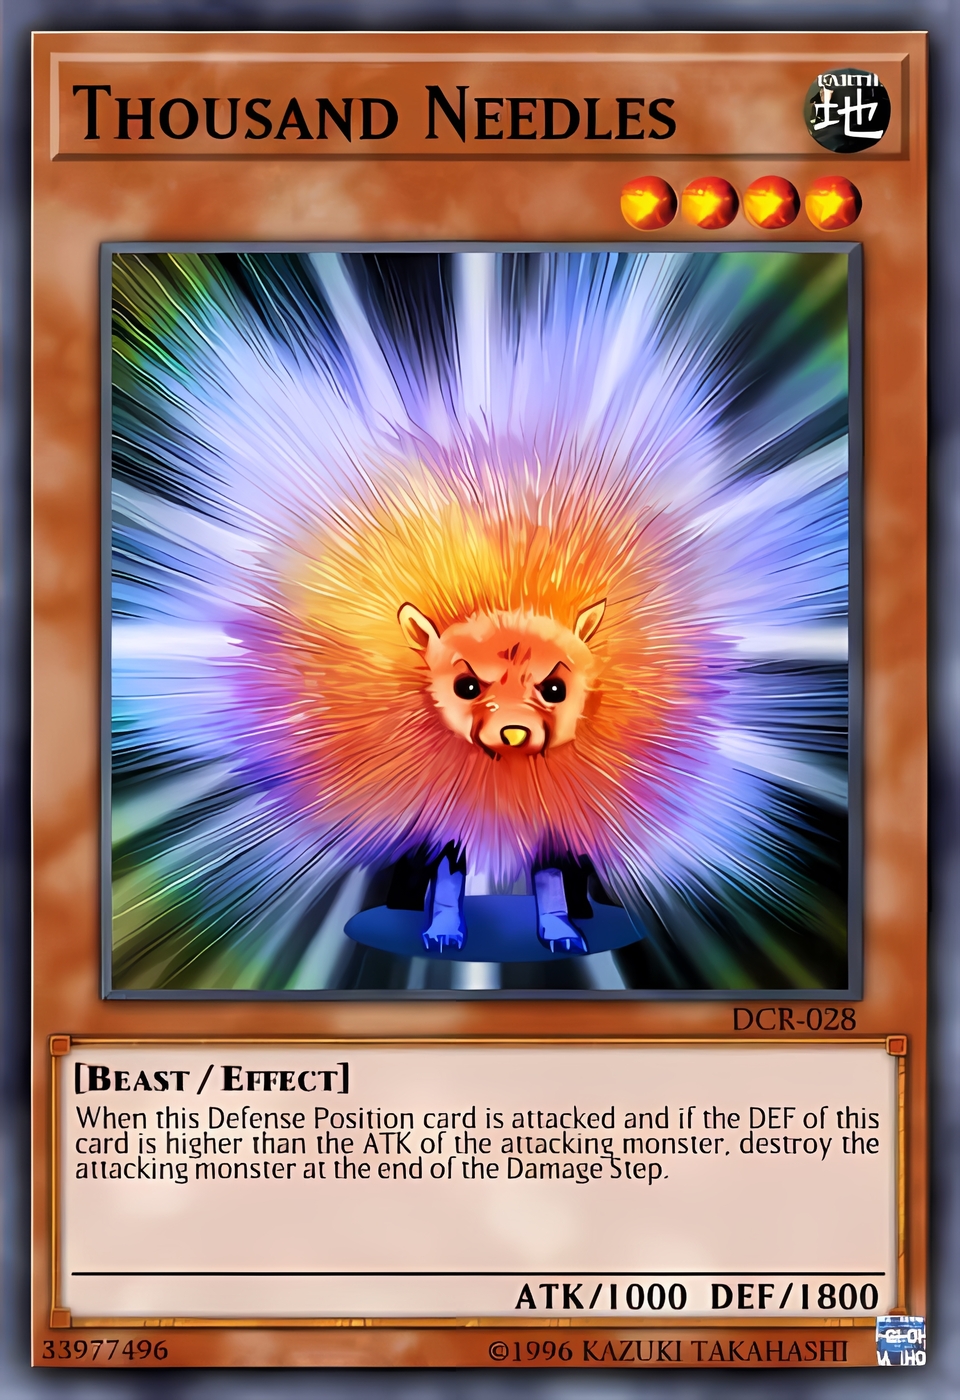 THOUSAND NEEDLES
地
DCR-028
[BEAST / EFFECT]
When this Defense Position card is attacked and if the DEF of this
card is higher than the ATK of the attacking monster, destroy the
attacking monster at the end of the Damage Step.
ATK/1000 DEF/1800
33977496
©1996 KAZUKI TAKAHASHI